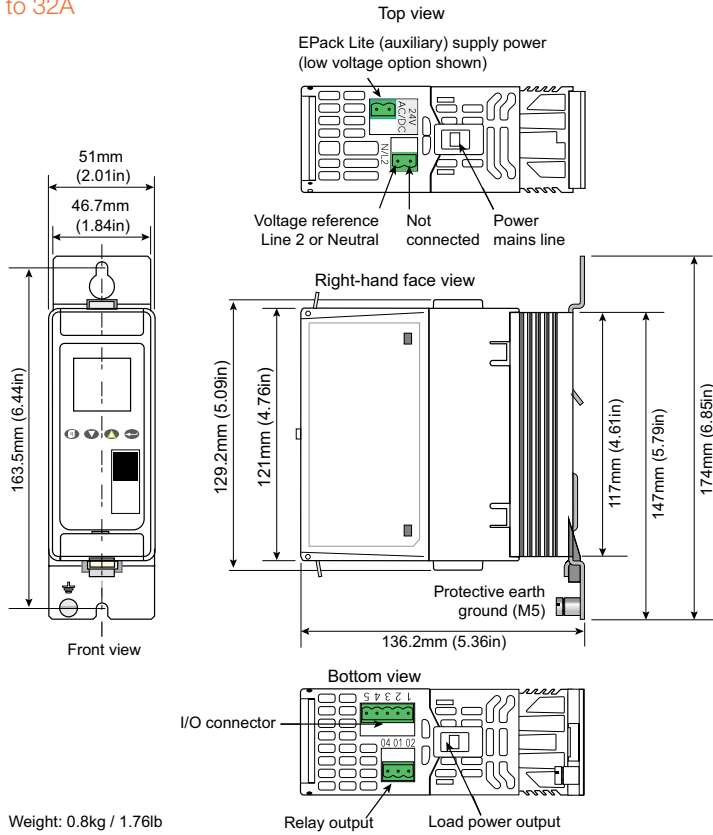 to 32A
Top view
EPack Lite (auxiliary) supply power
(low voltage option shown)
24V
AC/DC
N/L2
51mm
(2.01in)
46.7mm
(1.84in)
Voltage reference
Line 2 or Neutral
Not
connected
Power
mains line
Right-hand face view
163.5mm (6.44in)
129.2mm (5.09in)
121mm (4.76in)
117mm (4.61in)
147mm (5.79in)
174mm (6.85in)
Protective earth
ground (M5)
136.2mm (5.36in)
Front view
Bottom view
5 4 3 2 1
I/O connector
04 01 02
Relay output
Load power output
Weight: 0.8kg / 1.76lb